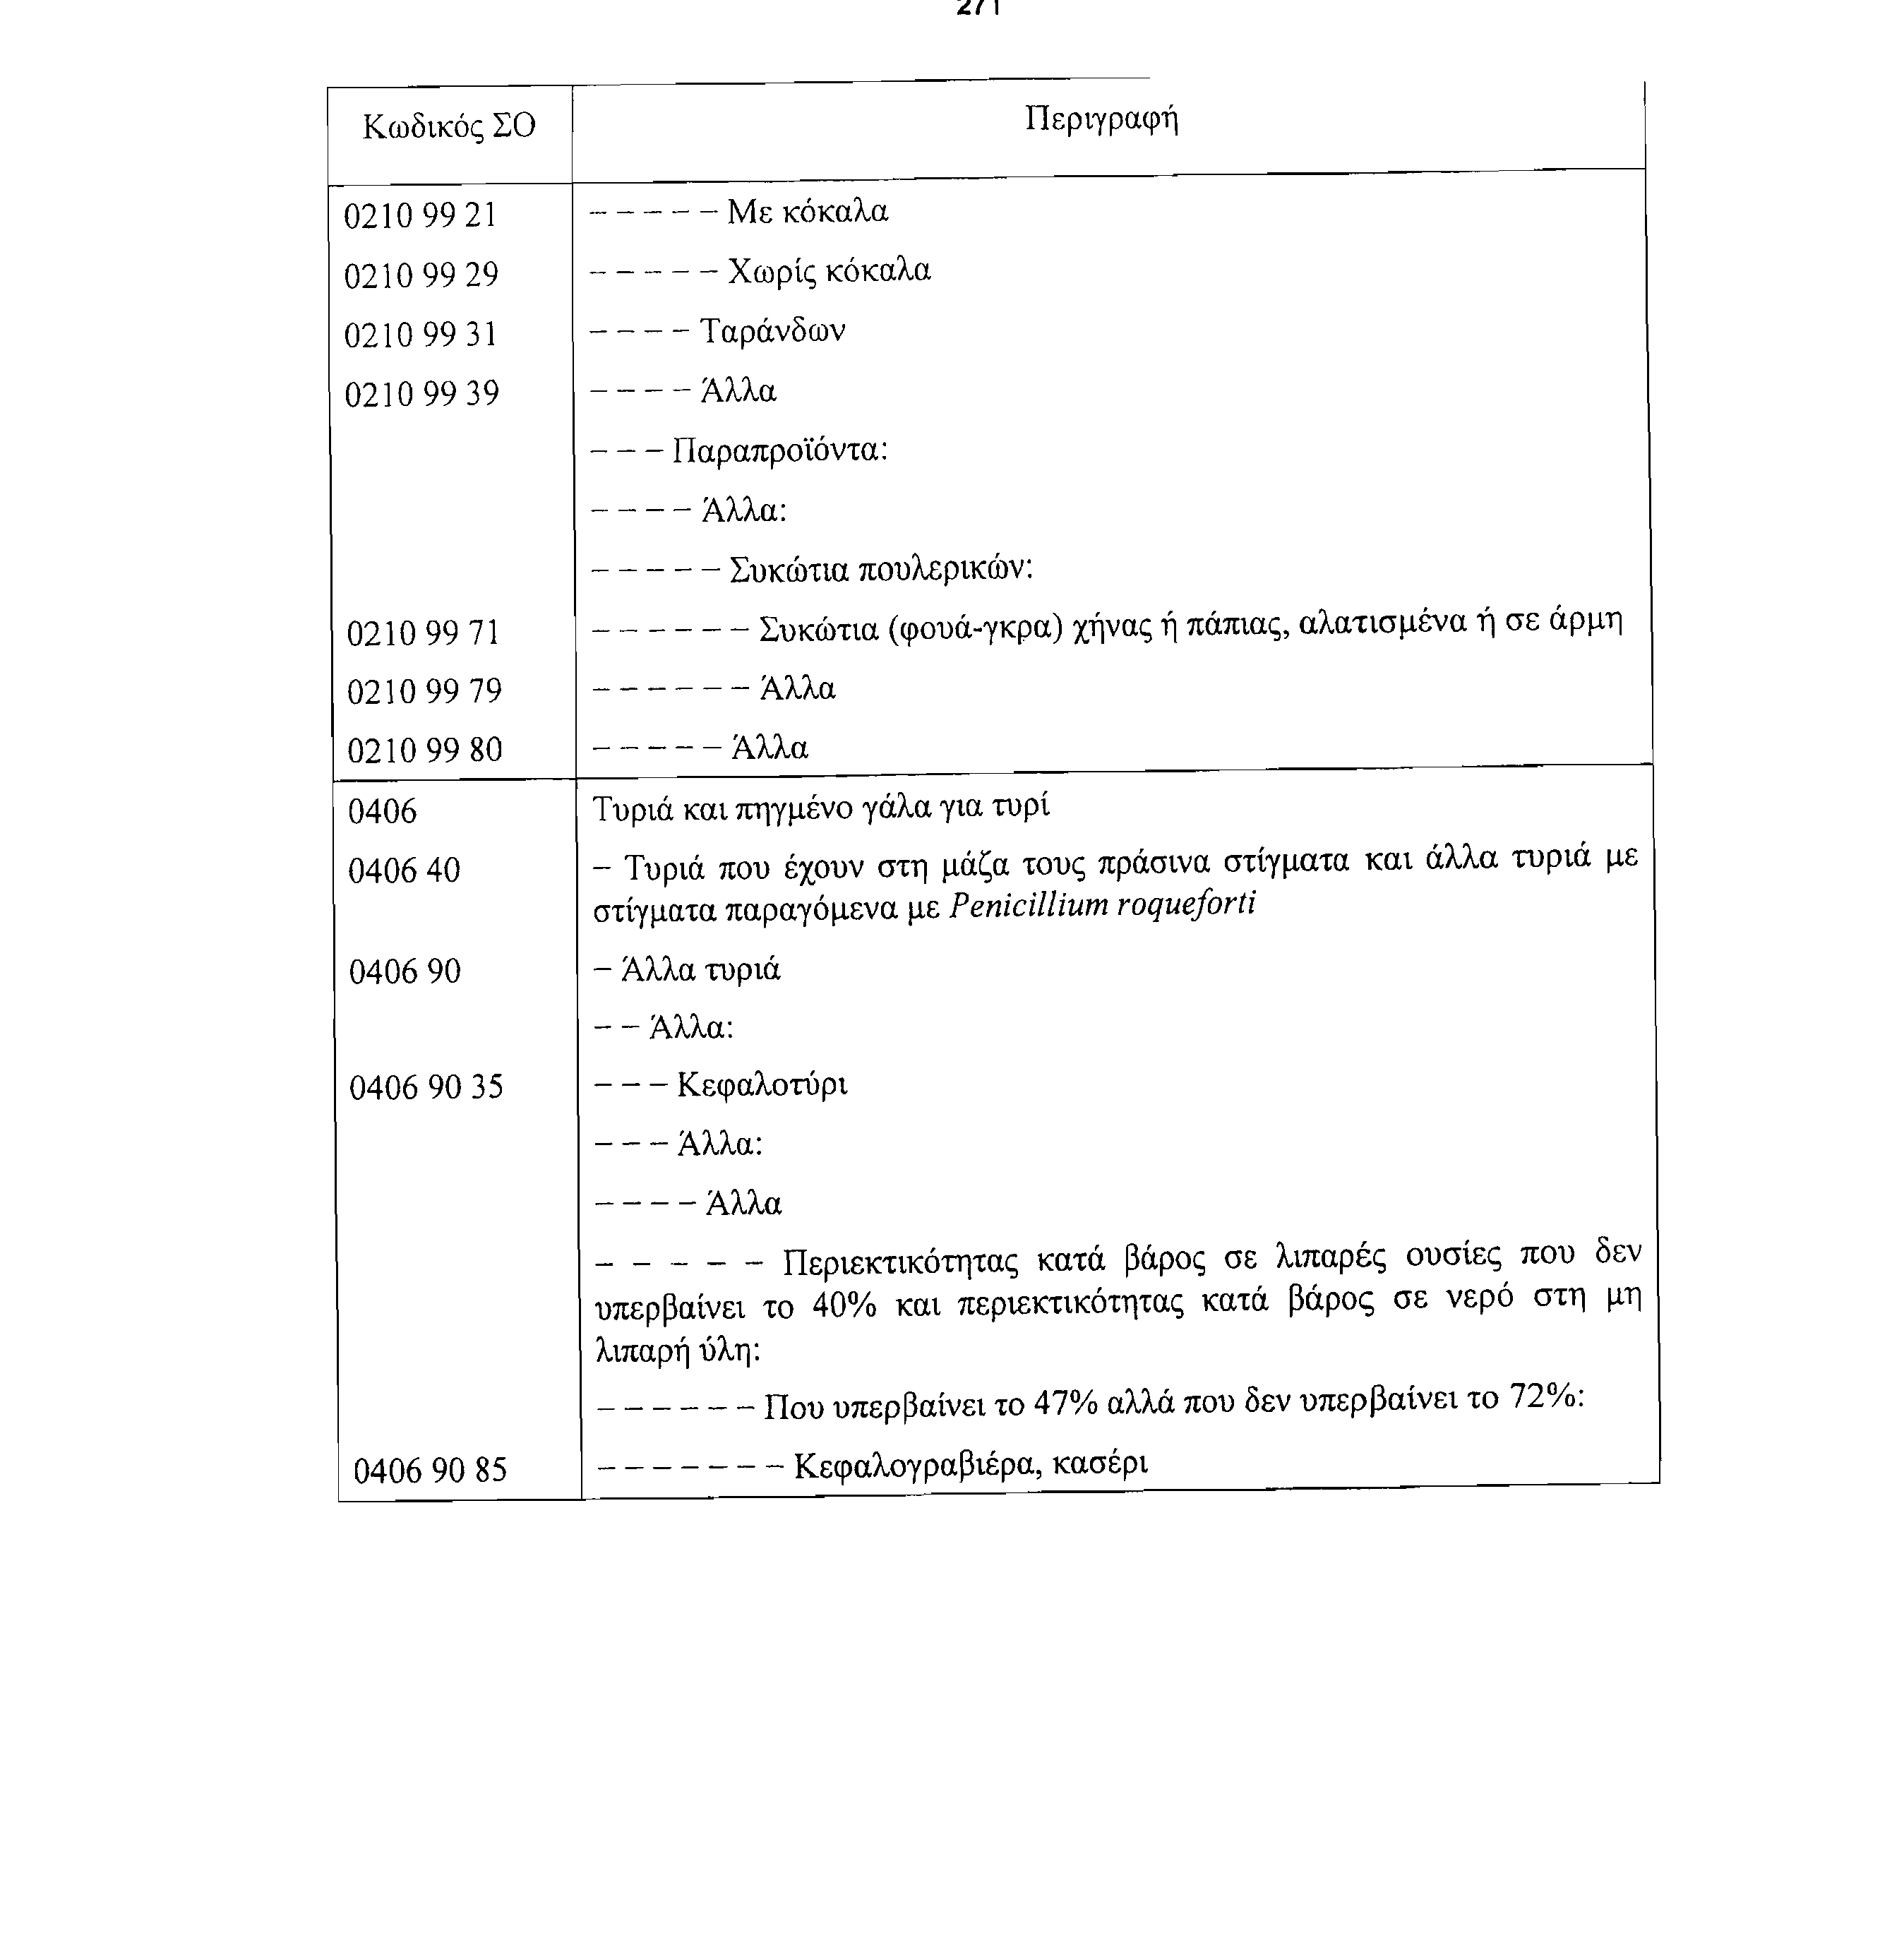 271
Κωδικός ΣΟ Περιγραφή
0210 99 21 – – – – – Με κόκαλα
0210 99 29 – – – – – Χωρίς κόκαλα
0210 99 31 – – – – Ταράνδων
0210 99 39 – – – – Άλλα
– – – Παραπροϊόντα:
– – – – Άλλα:
– – – – – Συκώτια πουλερικών:
0210 99 71 – – – – – – Συκώτια (φουά-γκρα) χήνας ή πάπιας, αλατισμένα ή σε άρμη
0210 99 79 – – – – – – Άλλα
0210 99 80 – – – – – Άλλα
0406 Τυριά και πηγμένο γάλα για τυρί
0406 40 – Τυριά που έχουν στη μάζα τους πράσινα στίγματα και άλλα τυριά με
στίγματα παραγόμενα με Penicillium roqueforti
0406 90 – Άλλα τυριά
– – Άλλα:
0406 90 35 – – – Κεφαλοτύρι
– – – Άλλα:
– – – – Άλλα
– – – – – Περιεκτικότητας κατά βάρος σε λιπαρές ουσίες που δεν
υπερβαίνει το 40% και περιεκτικότητας κατά βάρος σε νερό στη μη
λιπαρή ύλη:
– – – – – – Που υπερβαίνει το 47% αλλά που δεν υπερβαίνει το 72%:
0406 90 85 – – – – – – – Κεφαλογραβιέρα, κασέρι